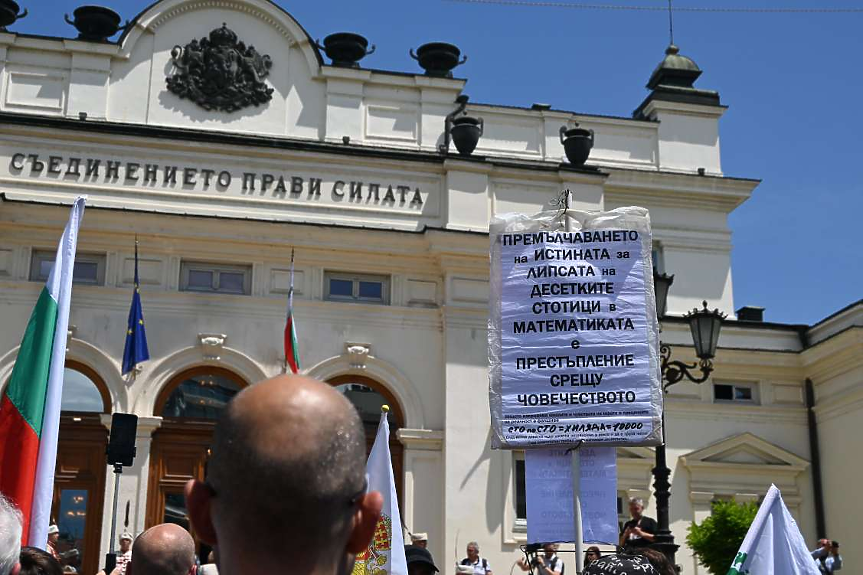 СЪЕДИНЕНИЕТО ПРАВИ СИЛАТА
ПРЕМЪЛЧАВАНЕТО
на ИСТИНАТА за
ЛИПСАТА на
ДЕСЕТКИТЕ
СТОТИЦИ в
МАТЕМАТИКАТА
е
ПРЕСТЪПЛЕНИЕ
СРЕЩУ
ЧОВЕЧЕСТВОТО
СТО по СТО = ХИЛЯДА = 10000